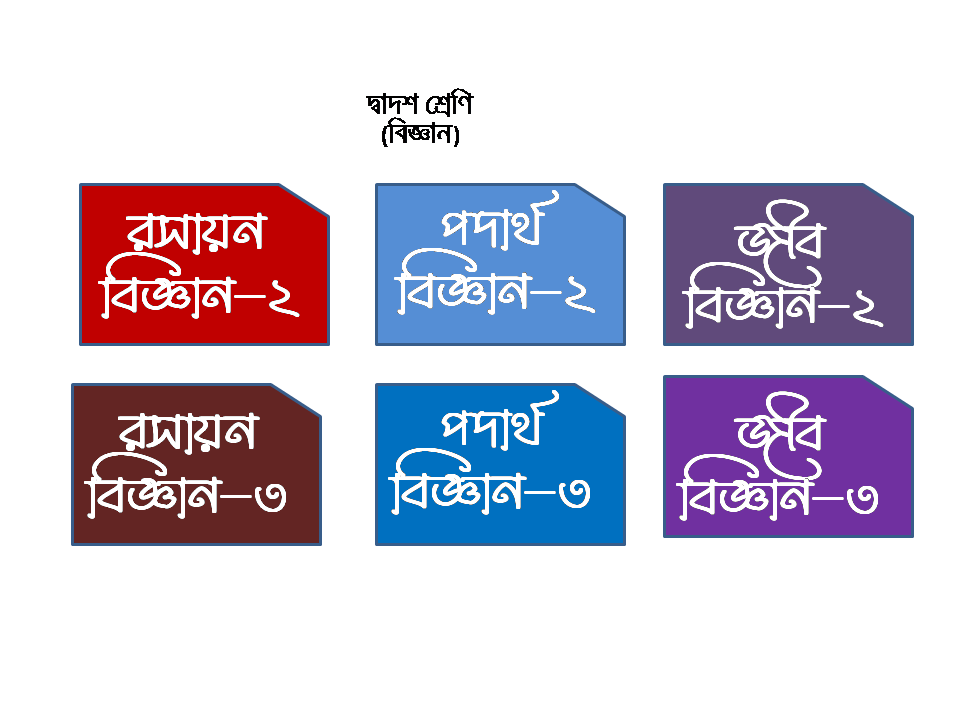 দ্বাদশ শ্রেণি
(বিজ্ঞান)
রসায়ন
বিজ্ঞান-২
পদার্থ
বিজ্ঞান-২
জীব
বিজ্ঞান-২
রসায়ন
বিজ্ঞান-৩
পদার্থ
বিজ্ঞান-৩
জীব
বিজ্ঞান-৩